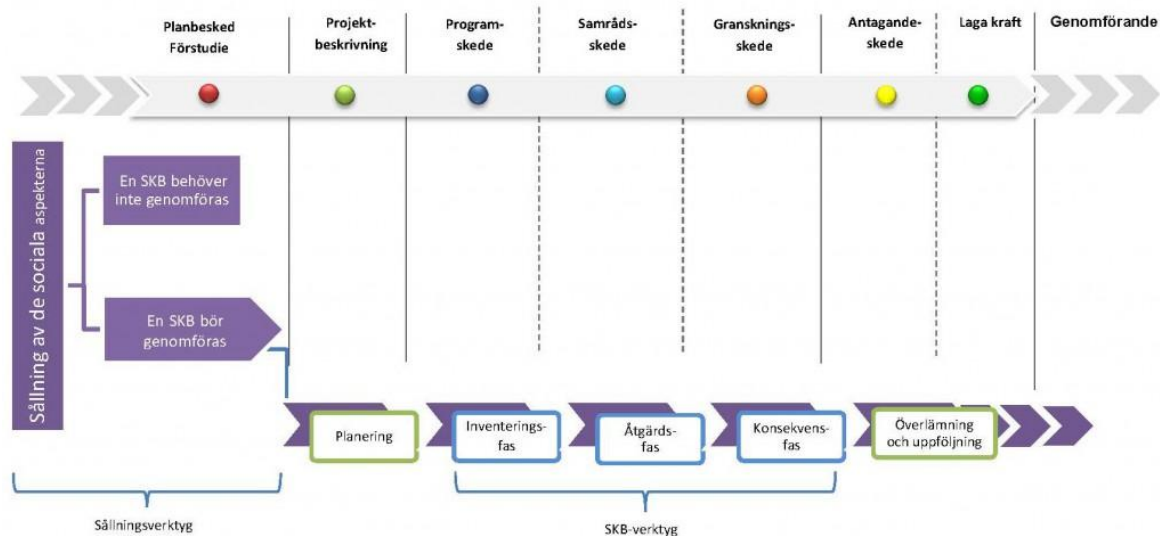 Planbesked
Förstudie
Projekt-
beskrivning
Program-
skede
Samråds-
skede
Gransknings-
skede
Antagande-
skede
Laga kraft
Genomförande
Sållning av de sociala aspekterna
En SKB behöver
inte genomföras
En SKB bör
genomföras
Planering
Inventerings-
fas
Åtgärds-
fas
Konsekvens-
fas
Överlämning
och uppföljning
Sållningsverktyg
SKB-verktyg